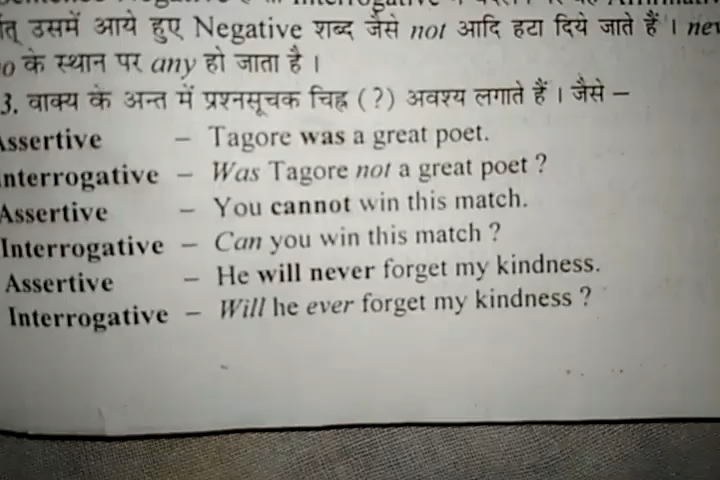 उसमें आये हुए Negative शब्द जैसे not आदि हटा दिये जाते हैं ।
के स्थान पर any हो जाता है ।
3. वाक्य के अन्त में प्रश्नसूचक चिह्न (?) अवश्य लगाते हैं । जैसे –
Assertive – Tagore was a great poet.
nterrogative – Was Tagore not a great poet ?
Assertive – You cannot win this match.
Interrogative – Can you win this match ?
Assertive – He will never forget my kindness.
Interrogative – Will he ever forget my kindness ?